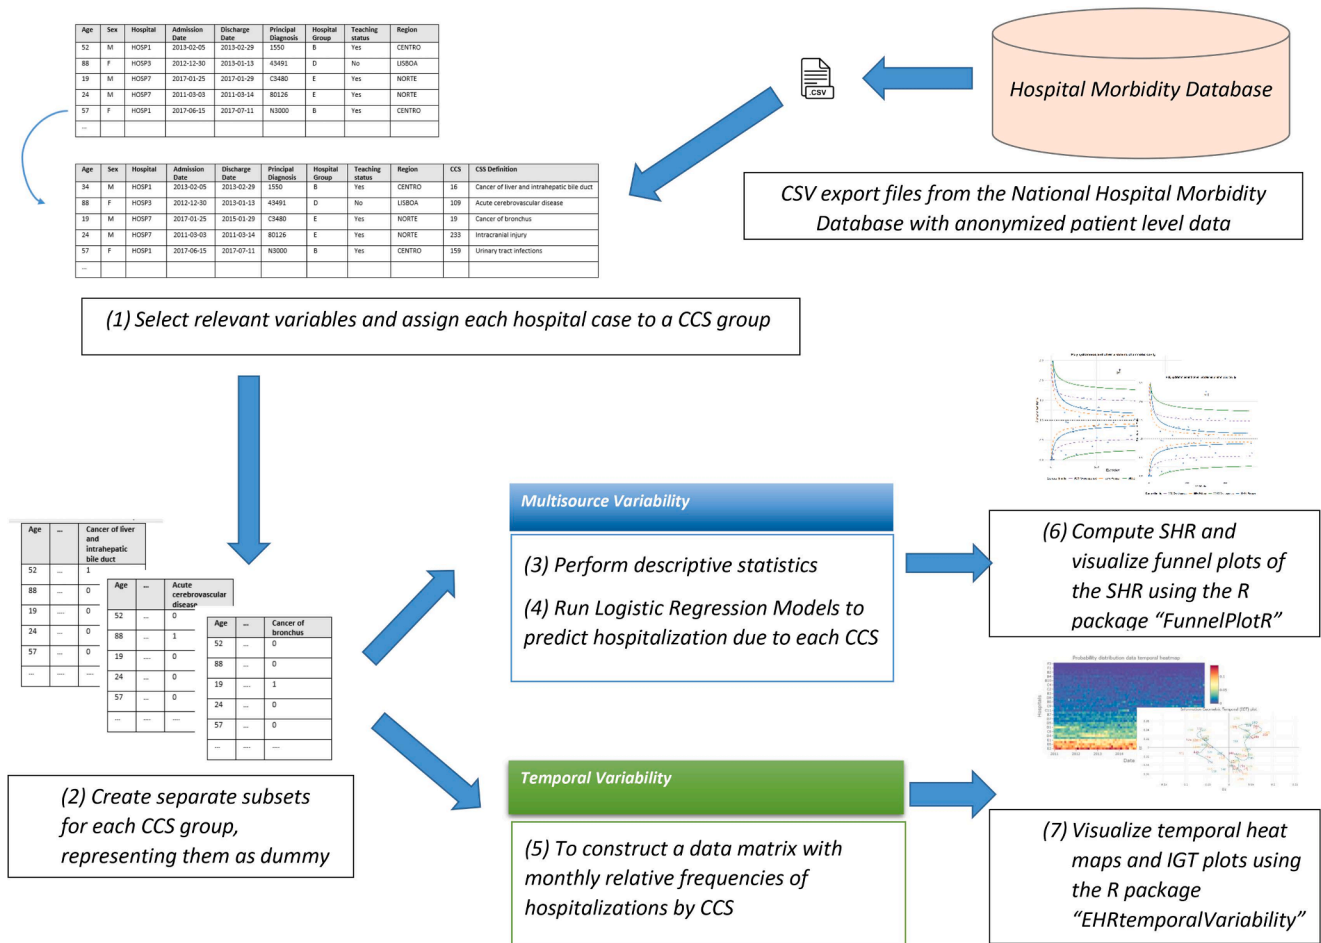 Age Sex Hospital Admission Date Discharge Date Principal Diagnosis Hospital Group Teaching status Region
52 M HOSP1 2013-02-05 2013-02-29 1550 B Yes CENTRO
88 F HOSP3 2012-12-30 2013-01-13 43491 D No LISBOA
19 M HOSP7 2017-01-25 2017-01-29 C3480 E Yes NORTE
24 M HOSP7 2011-03-03 2011-03-14 80126 E Yes NORTE
57 F HOSP1 2017-06-15 2017-07-11 N3000 B Yes CENTRO
...
Age Sex Hospital Admission Date Discharge Date Principal Diagnosis Hospital Group Teaching status Region CCS CSS Definition
34 M HOSP1 2013-02-05 2013-02-29 1550 B Yes CENTRO 16 Cancer of liver and intrahepatic bile duct
88 F HOSP3 2012-12-30 2013-01-13 43491 D No LISBOA 109 Acute cerebrovascular disease
19 M HOSP7 2017-01-25 2015-01-29 C3480 E Yes NORTE 19 Cancer of bronchus
24 M HOSP7 2011-03-03 2011-03-14 80126 E Yes NORTE 233 Intracranial injury
57 F HOSP1 2017-06-15 2017-07-11 N3000 B Yes CENTRO 159 Urinary tract infections
...
.CSV
Hospital Morbidity Database
CSV export files from the National Hospital Morbidity
Database with anonymized patient level data
(1) Select relevant variables and assign each hospital case to a CCS group
Age ... Cancer of liver
and
intrahepatic
bile duct
52 ... 1
88 ... 0
19 ... 0
24 ... 0
57 ... 0
... .... ....
Age ... Acute
cerebrovascular
disease
52 ... 0
88 ... 1
19 .... 0
24 ... 0
57 ... 0
... .... ....
Age ... Cancer of
bronchus
52 ... 0
88 ... 0
19 .... 1
24 ... 0
57 ... 0
... .... ....
(2) Create separate subsets
for each CCS group,
representing them as dummy
Multisource Variability
(3) Perform descriptive statistics
(4) Run Logistic Regression Models to
predict hospitalization due to each CCS
Temporal Variability
(5) To construct a data matrix with
monthly relative frequencies of
hospitalizations by CCS
(6) Compute SHR and
visualize funnel plots of
the SHR using the R
package "FunnelPlotR"
Probability distribution data temporal heatmap
Hospitals
2011 2012 2013 2014
Date
(7) Visualize temporal heat
maps and IGT plots using
the R package
"EHRtemporalVariability"